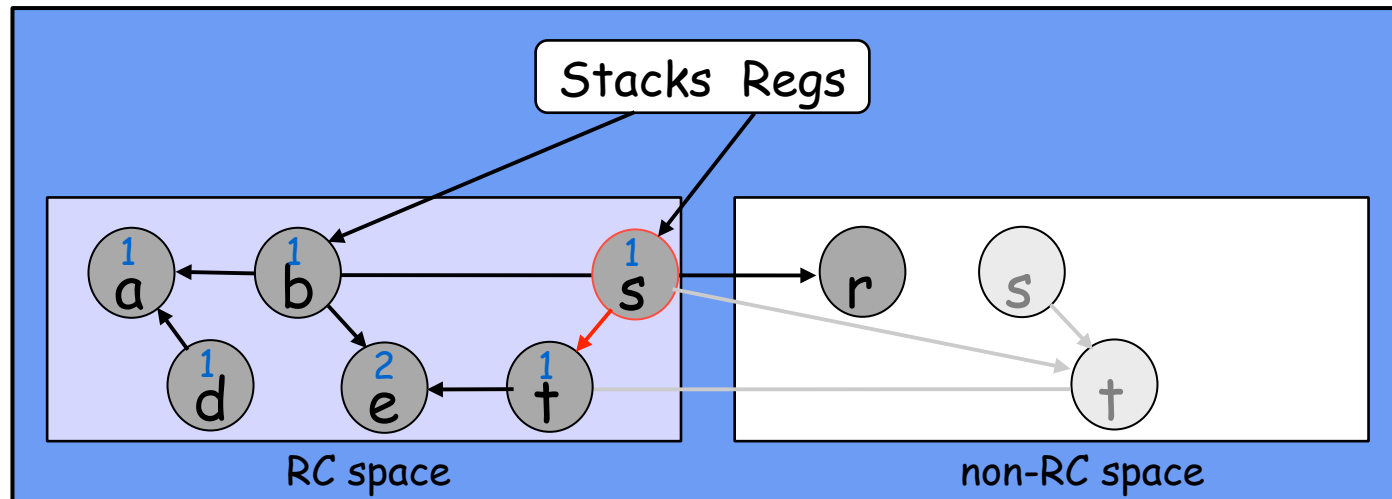 Stacks Regs
1 1 1
a b s r s
1 2 1
d e t t
RC space non-RC space